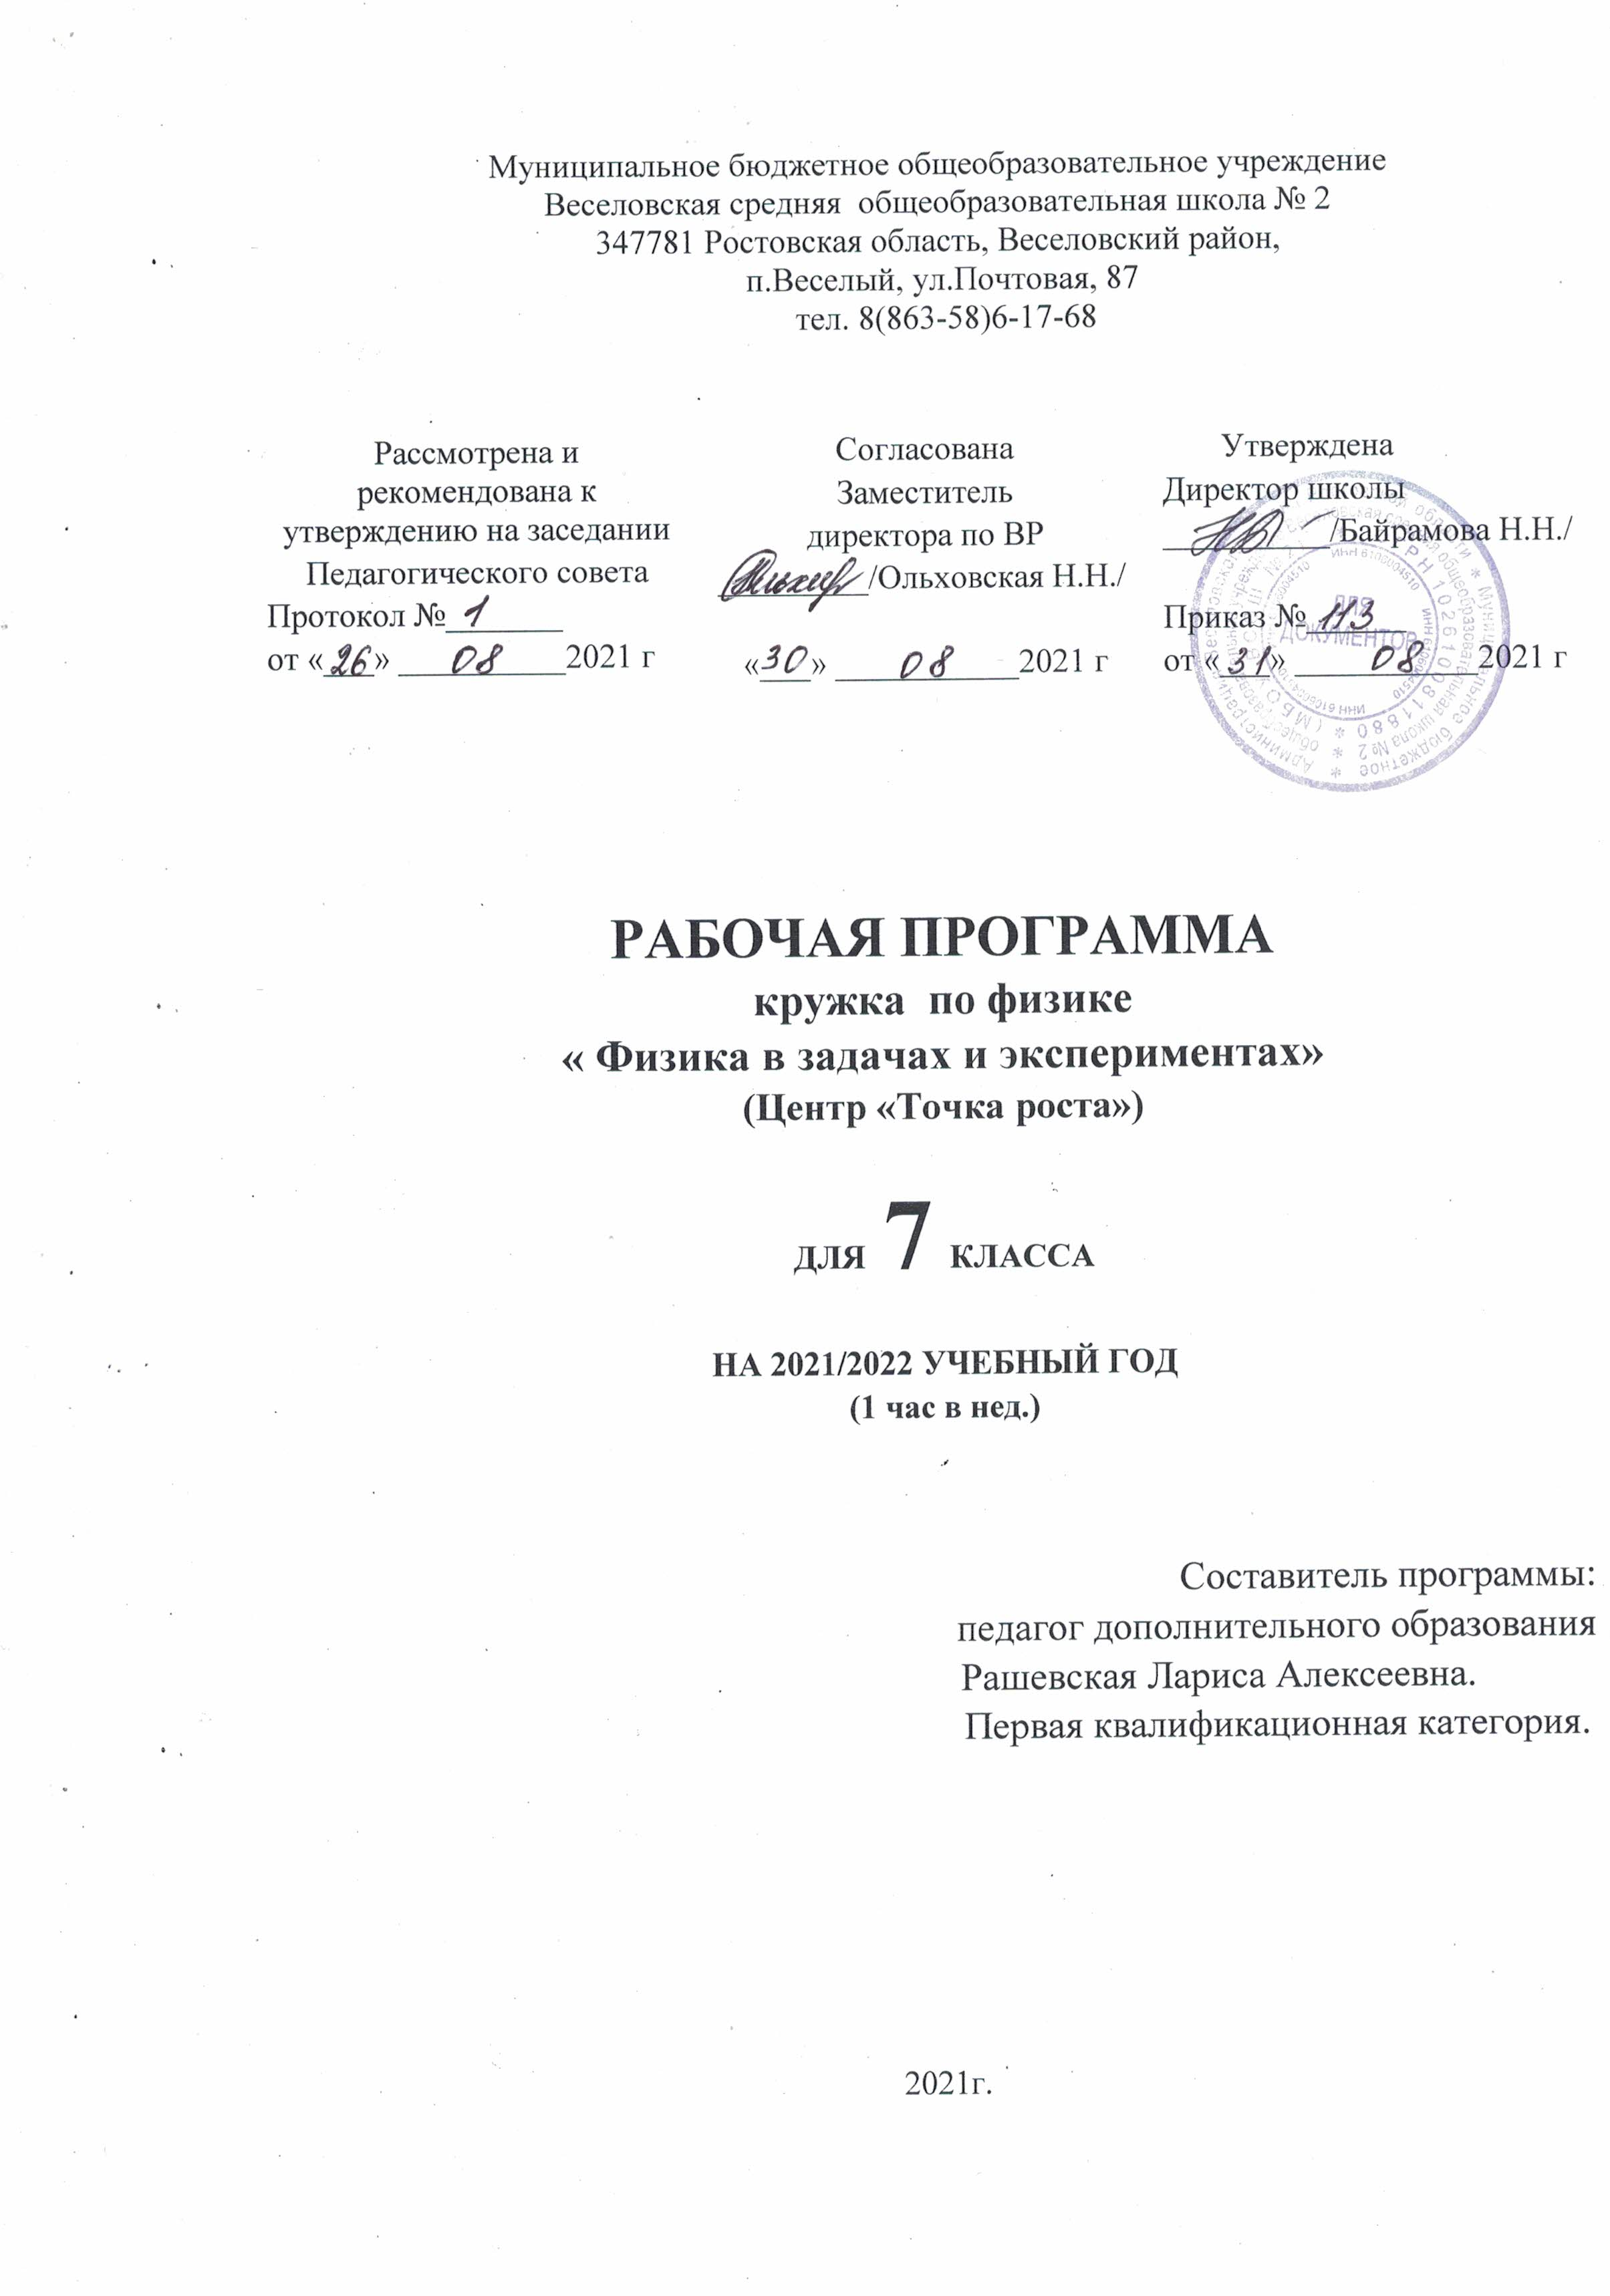 Муниципальное бюджетное общеобразовательное учреждение
Веселовская средняя общеобразовательная школа № 2
347781 Ростовская область, Веселовский район,
п.Веселый, ул.Почтовая, 87
тел. 8(863-58)6-17-68
Рассмотрена и
рекомендована к
утверждению на заседании
Педагогического совета
Протокол № 1
от «26» 08 2021 г
Согласована
Заместитель
директора по ВР
/Ольховская Н.Н./
«30» 08 2021 г
Утверждена
Директор школы
/Байрамова Н.Н./
Приказ № 113
от «31» 08 2021 г
ДЛЯ
ДОКУМЕНТОВ
РАБОЧАЯ ПРОГРАММА
кружка по физике
« Физика в задачах и экспериментах»
(Центр «Точка роста»)
ДЛЯ 7 КЛАССА
НА 2021/2022 УЧЕБНЫЙ ГОД
(1 час в нед.)
Составитель программы:
педагог дополнительного образования
Рашевская Лариса Алексеевна.
Первая квалификационная категория.
2021г.